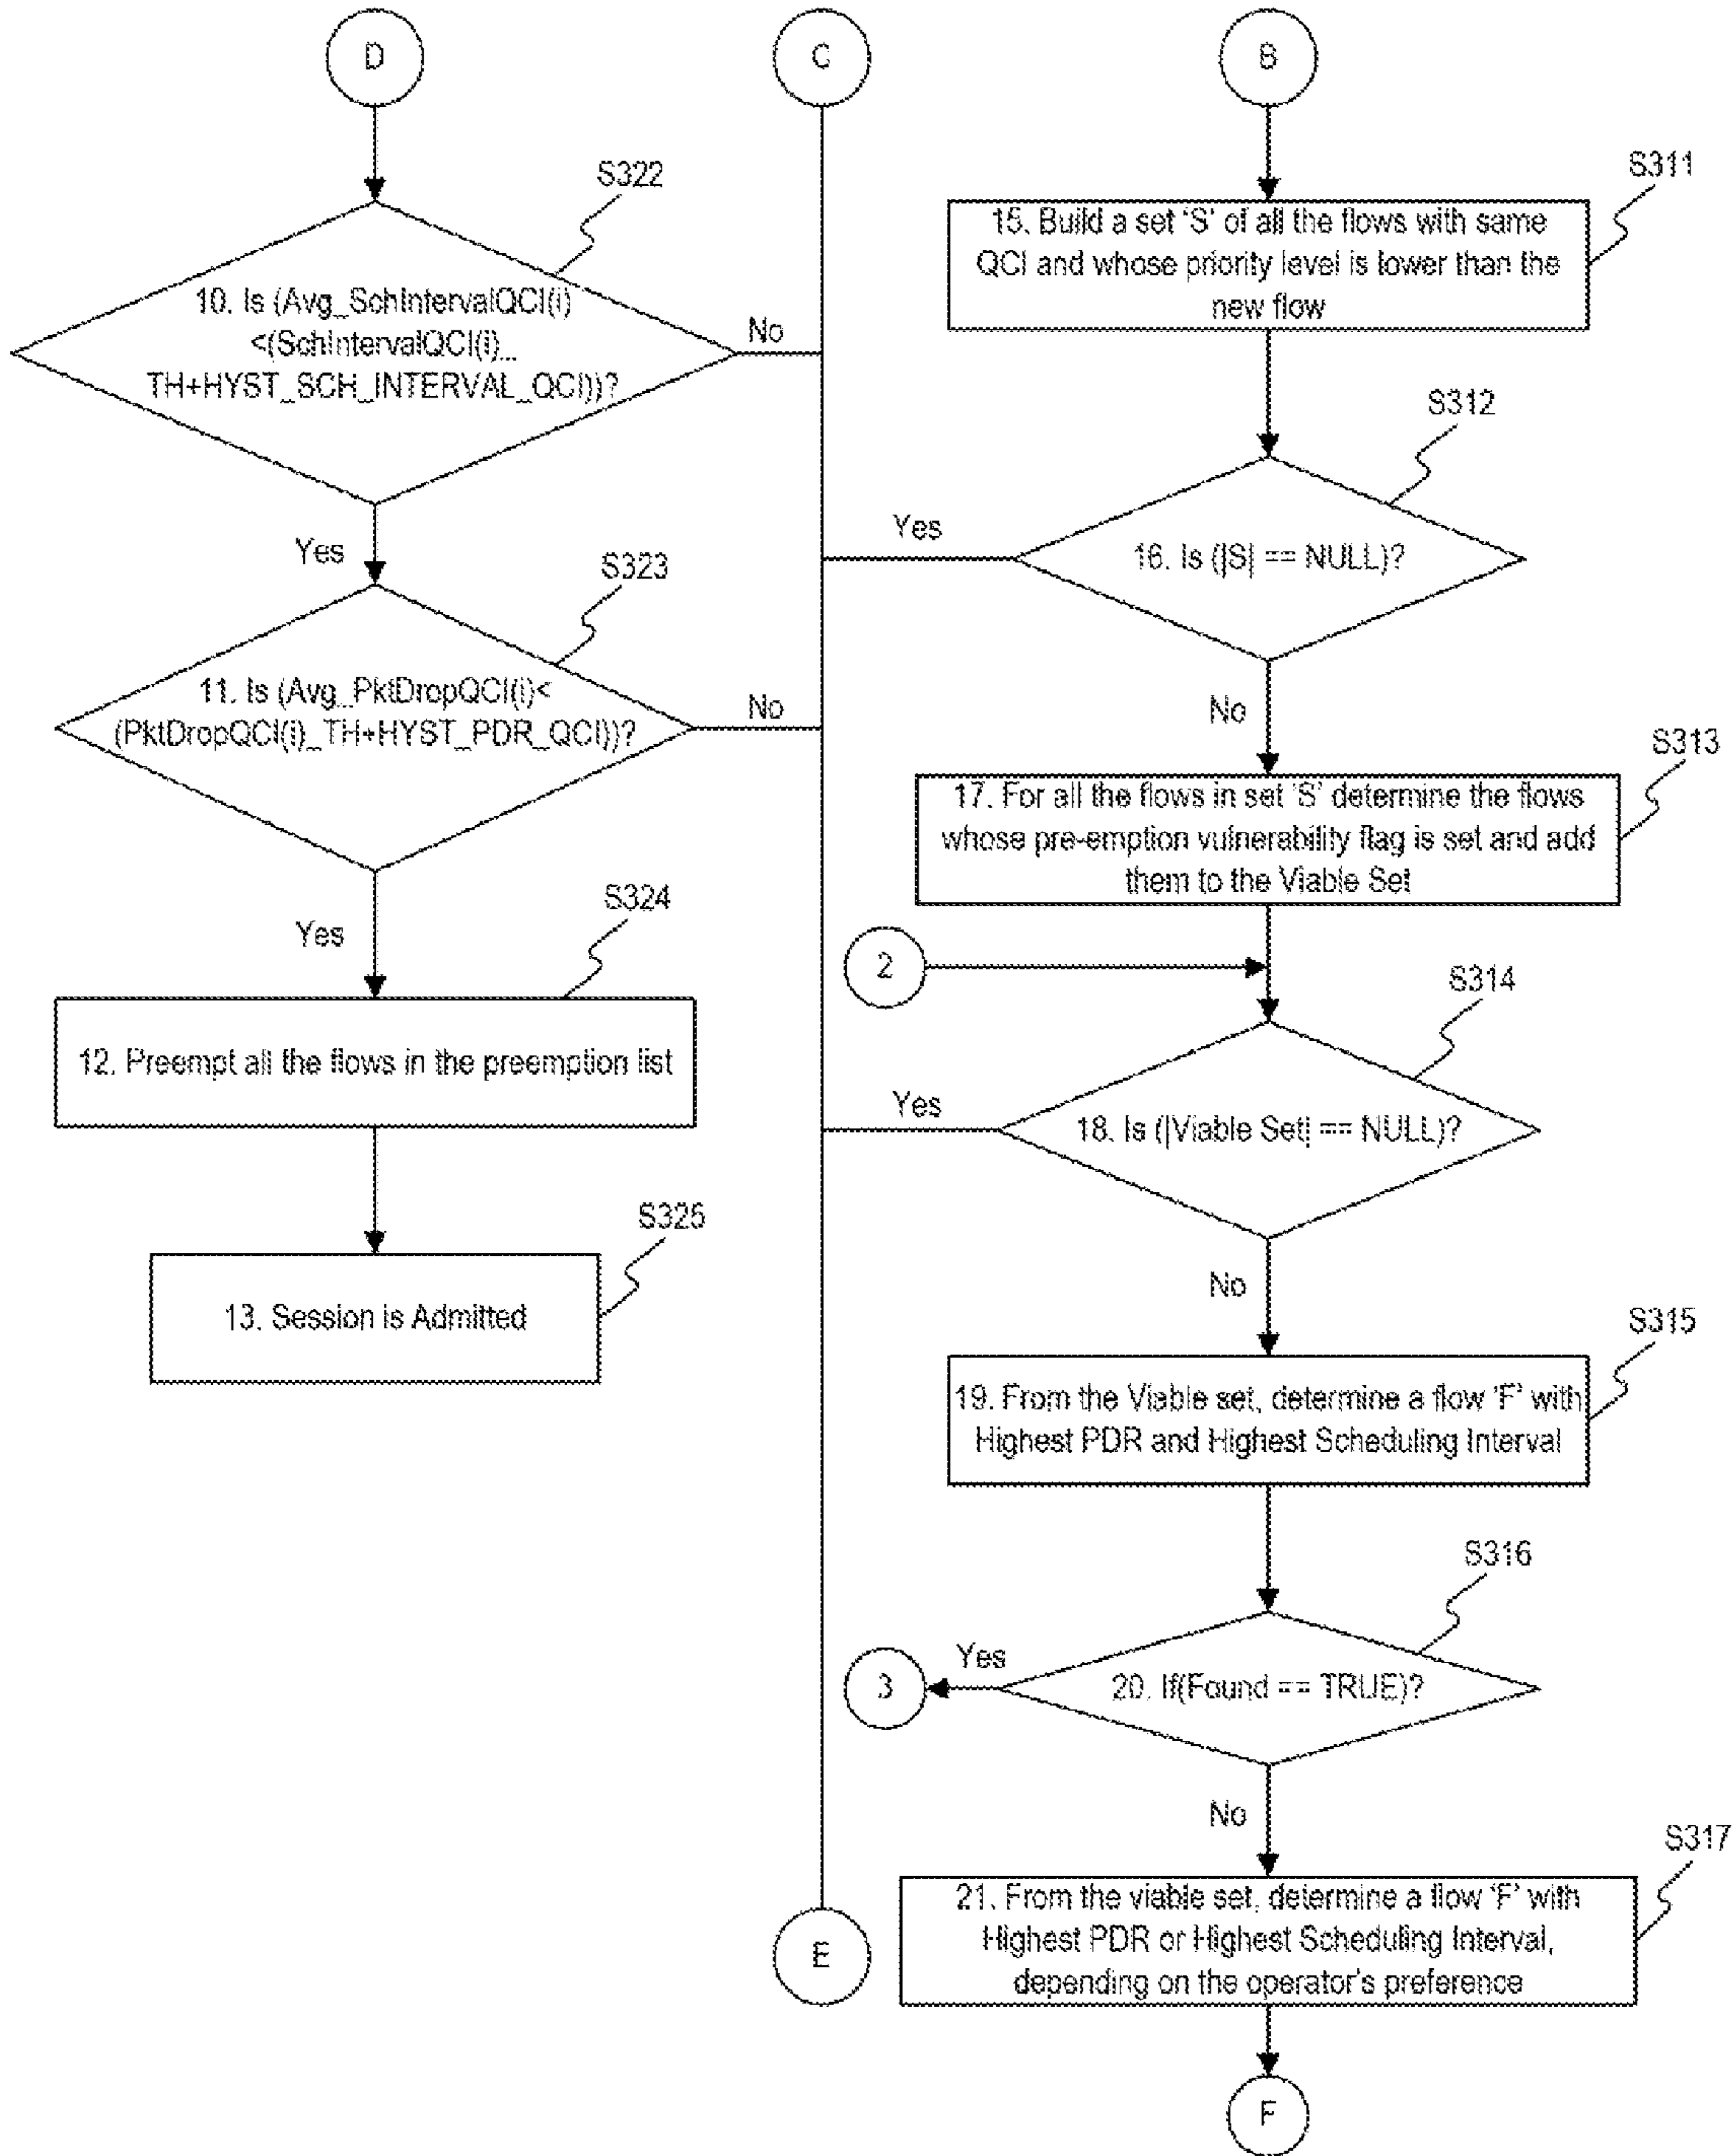 D
C
B
S322
10. Is (Avg_SchIntervalQCI(i)
<(SchIntervalQCI(i)_
TH+HYST_SCH_INTERVAL_QCI))?
No
Yes
S323
11. Is (Avg_PktDropQCI(i)<
(PktDropQCI(i)_TH+HYST_PDR_QCI))?
No
Yes
S324
12. Preempt all the flows in the preemption list
S325
13. Session is Admitted
E
S311
15. Build a set ‘S’ of all the flows with same
QCI and whose priority level is lower than the
new flow
S312
Yes
16. Is (|S| == NULL)?
No
S313
17. For all the flows in set ‘S’ determine the flows
whose pre-emption vulnerability flag is set and add
them to the Viable Set
2
S314
Yes
18. Is (|Viable Set| == NULL)?
No
S315
19. From the Viable set, determine a flow ‘F’ with
Highest PDR and Highest Scheduling Interval
S316
3
Yes
20. If(Found == TRUE)?
No
S317
21. From the viable set, determine a flow ‘F’ with
Highest PDR or Highest Scheduling Interval,
depending on the operator’s preference
F